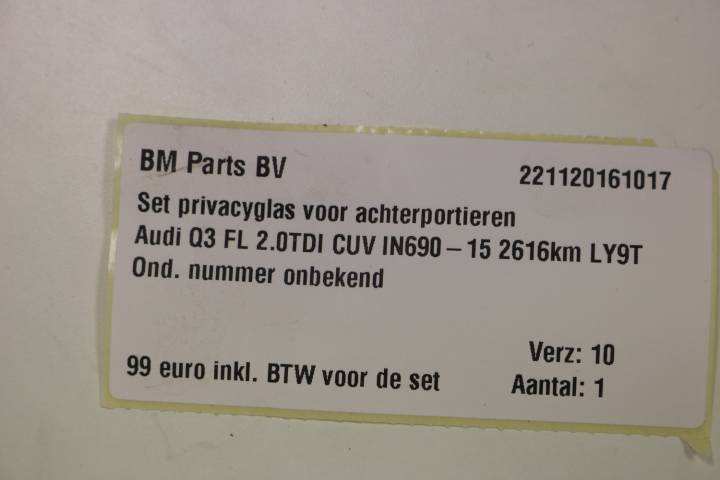 BM Parts BV 221120161017
Set privacyglas voor achterportieren
Audi Q3 FL 2.0TDI CUV IN690 – 15 2616km LY9T
Ond. nummer onbekend
Verz: 10
99 euro inkl. BTW voor de set Aantal: 1